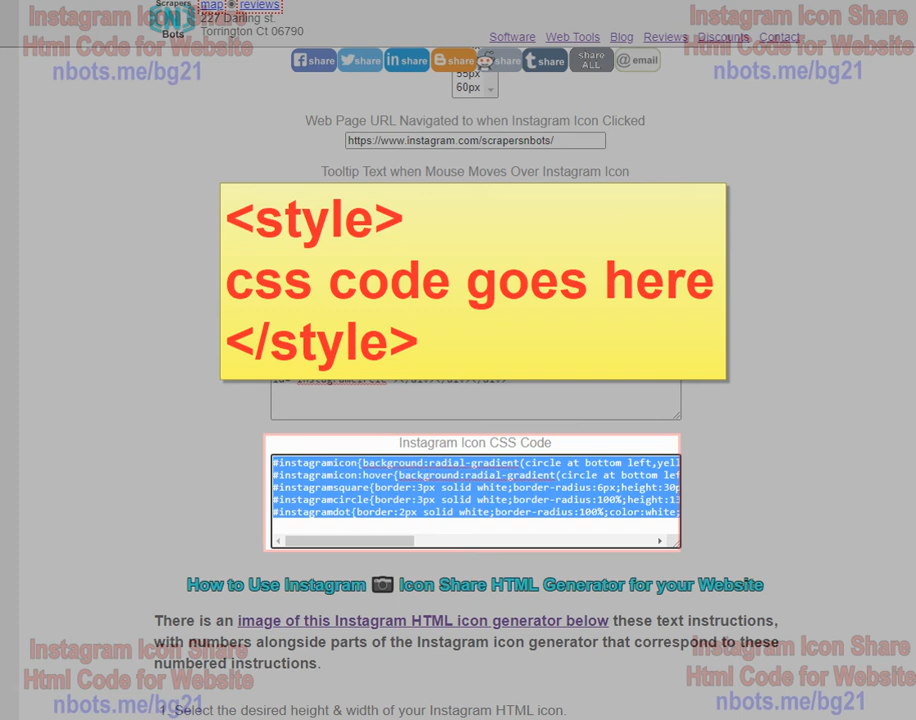 Scrapers
Bots
map reviews
227 Darling st.
Torrington Ct 06790
Instagram Icon Share
Html Code for Website
nbots.me/bg21
Instagram Icon Share
Html Code for Website
nbots.me/bg21
Software Web Tools Blog Reviews Discounts Contact
share share share share share share share ALL @ email
55px
60px
Web Page URL Navigated to when Instagram Icon Clicked
https://www.instagram.com/scrapersnbots/
Tooltip Text when Mouse Moves Over Instagram Icon
<style>
css code goes here
</style>
Instagram Icon CSS Code
#instagramicon{background:radial-gradient(circle at bottom left,yell
#instagramicon:hover{background:radial-gradient(circle at bottom lef
#instagramsquare{border:3px solid white;border-radius:6px;height:30p
#instagramcircle{border:3px solid white;border-radius:100%;height:13
#instagramdot{border:2px solid white;border-radius:100%;color:white;
How to Use Instagram Icon Share HTML Generator for your Website
There is an image of this Instagram HTML icon generator below these text instructions,
with numbers alongside parts of the Instagram icon generator that correspond to these
numbered instructions.
Instagram Icon Share
Html Code for Website
nbots.me/bg21
Instagram Icon Share
Html Code for Website
nbots.me/bg21
1. Select the desired height & width of your Instagram HTML icon.